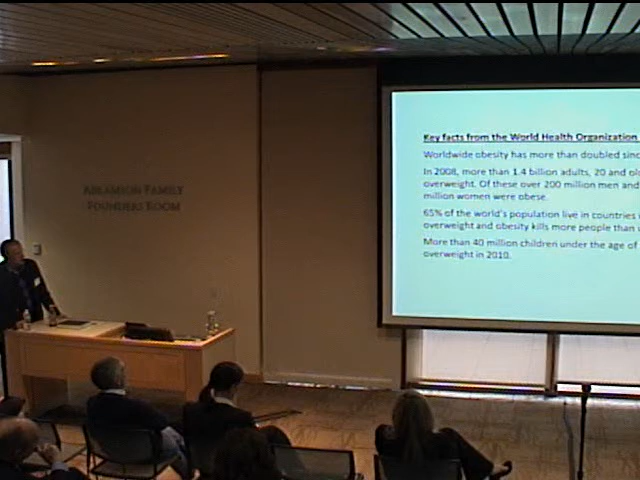 ABRAMSON FAMILY
FOUNDERS ROOM
Key facts from the World Health Organization
Worldwide obesity has more than doubled sinc
In 2008, more than 1.4 billion adults, 20 and ol
overweight. Of these over 200 million men and
million women were obese.
65% of the world's population live in countries
overweight and obesity kills more people than
More than 40 million children under the age of
overweight in 2010.